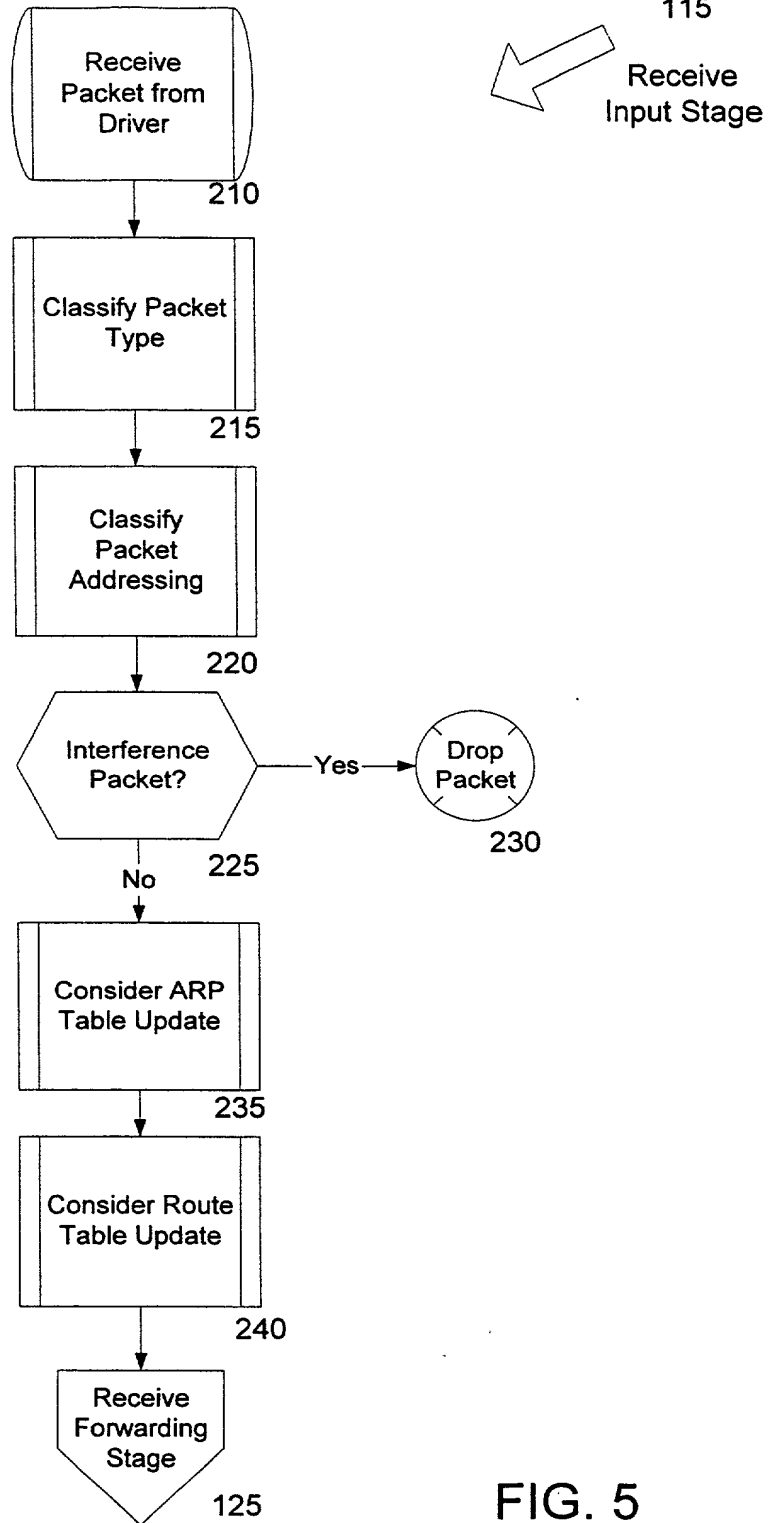 115
Receive
Input Stage
Receive
Packet from
Driver
210
Classify Packet
Type
215
Classify
Packet
Addressing
220
Interference
Packet?
Yes
Drop
Packet
230
225
No
Consider ARP
Table Update
235
Consider Route
Table Update
240
Receive
Forwarding
Stage
125
FIG. 5